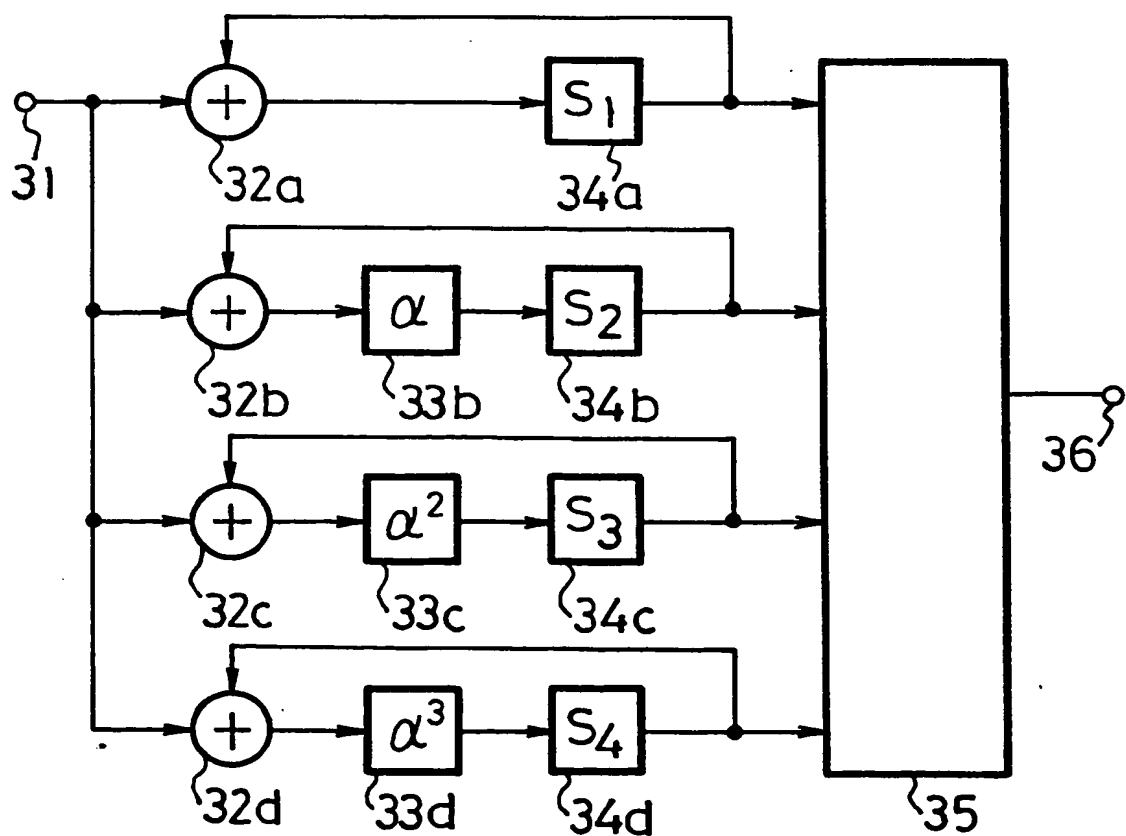 +
S1
31
32a
34a
+
α
S2
32b
33b
34b
36
+
α²
S3
32c
33c
34c
+
α³
S4
32d
33d
34d
35